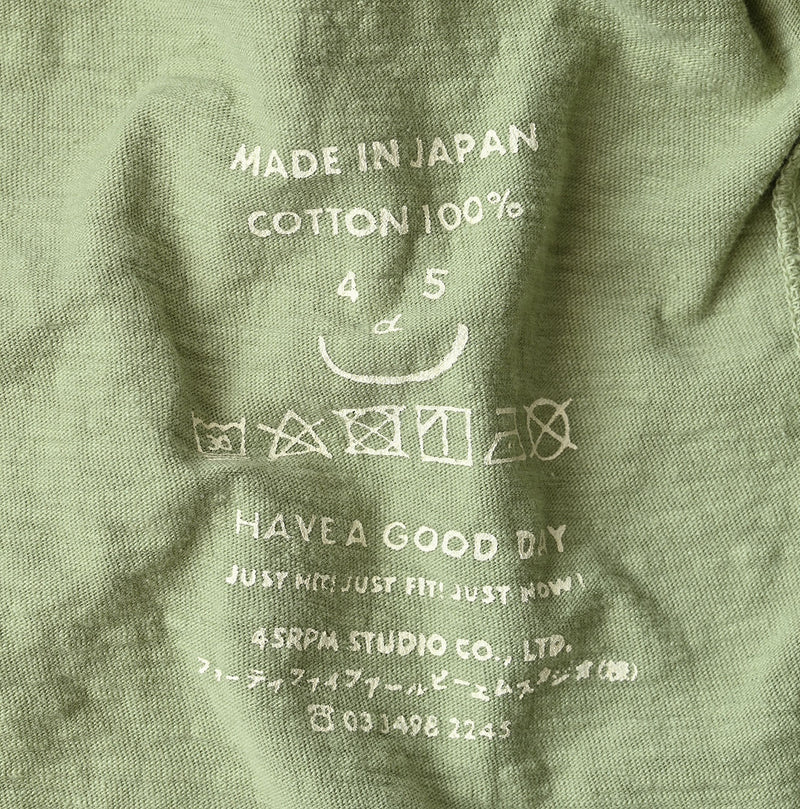 MADE IN JAPAN
COTTON 100%
4 5
d
30
HAVE A GOOD DAY
JUST HIT! JUST FIT! JUST NOW!
45RPM STUDIO CO., LTD.
フォーティファイブアールピーエムスタジオ(株)
☎ 03 3498 2245